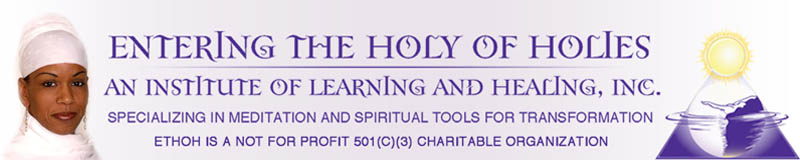 ENTERING THE HOLY OF HOLIES
AN INSTITUTE OF LEARNING AND HEALING, INC.
SPECIALIZING IN MEDITATION AND SPIRITUAL TOOLS FOR TRANSFORMATION
ETHOH IS A NOT FOR PROFIT 501(C)(3) CHARITABLE ORGANIZATION